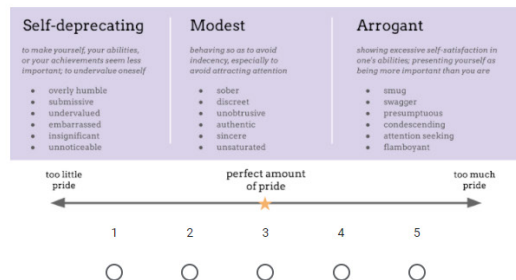 Self-deprecating
to make yourself, your abilities,
or your achievements seem less
important; to undervalue oneself
• overly humble
• submissive
• undervalued
• embarrassed
• insignificant
• unnoticeable
Modest
behaving so as to avoid
indecency, especially to
avoid attracting attention
• sober
• discreet
• unobtrusive
• authentic
• sincere
• unsaturated
Arrogant
showing excessive self-satisfaction in
one's abilities; presenting yourself as
being more important than you are
• smug
• swagger
• presumptuous
• condescending
• attention seeking
• flamboyant
too little
pride
perfect amount
of pride
too much
pride
1 2 3 4 5